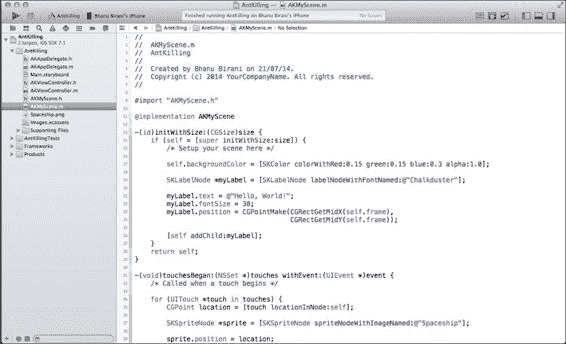 AntKilling — AKMyScene.m
AntKilling
Bhanu Birani's iPhone
Finished running AntKilling on Bhanu Birani's iPhone
No Issues
AntKilling
AntKilling
AKMyScene.m
No Selection
AntKilling
2 targets, iOS SDK 7.1
AntKilling
AKAppDelegate.h
AKAppDelegate.m
Main.storyboard
AKViewController.h
AKViewController.m
AKMyScene.h
AKMyScene.m
Spaceship.png
Images.xcassets
Supporting Files
AntKillingTests
Frameworks
Products
//
// AKMyScene.m
// AntKilling
//
// Created by Bhanu Birani on 21/07/14.
// Copyright (c) 2014 YourCompanyName. All rights reserved.
//
#import "AKMyScene.h"
@implementation AKMyScene
-(id)initWithSize:(CGSize)size {
if (self = [super initWithSize:size]) {
/* Setup your scene here */
self.backgroundColor = [SKColor colorWithRed:0.15 green:0.15 blue:0.3 alpha:1.0];
SKLabelNode *myLabel = [SKLabelNode labelNodeWithFontNamed:@"Chalkduster"];
myLabel.text = @"Hello, World!";
myLabel.fontSize = 30;
myLabel.position = CGPointMake(CGRectGetMidX(self.frame),
CGRectGetMidY(self.frame));
[self addChild:myLabel];
}
return self;
}
-(void)touchesBegan:(NSSet *)touches withEvent:(UIEvent *)event {
/* Called when a touch begins */
for (UITouch *touch in touches) {
CGPoint location = [touch locationInNode:self];
SKSpriteNode *sprite = [SKSpriteNode spriteNodeWithImageNamed:@"Spaceship"];
sprite.position = location;